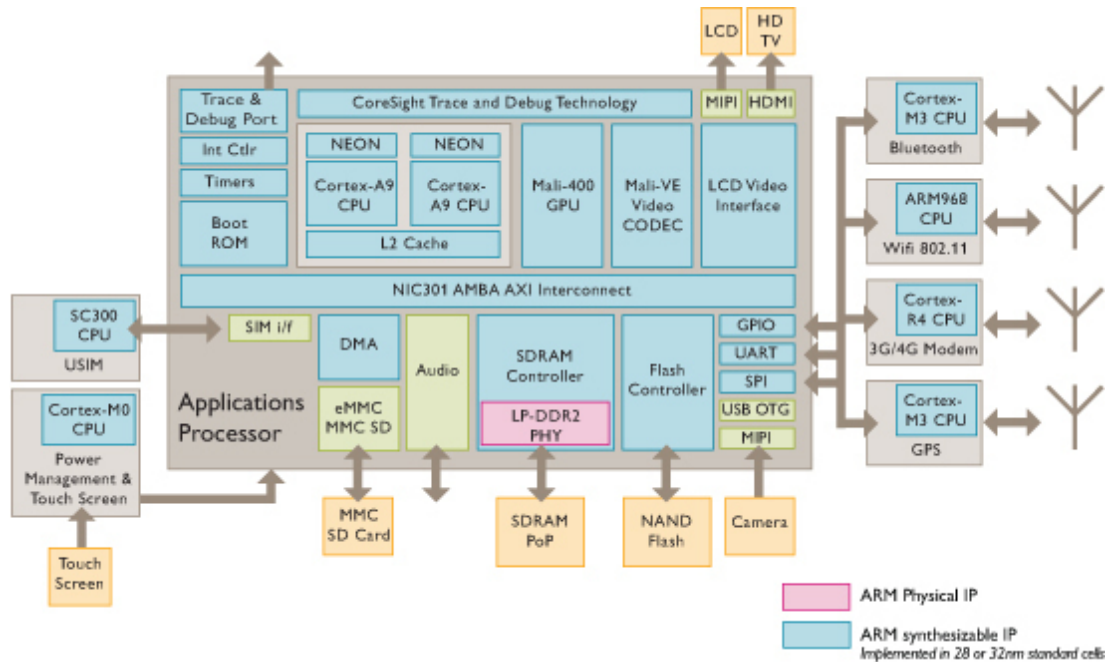 LCD
HD
TV
Trace &
Debug Port
CoreSight Trace and Debug Technology
MIPI
HDMI
Int Ctlr
Timers
Boot
ROM
NEON
NEON
Cortex-A9
CPU
Cortex-
A9 CPU
L2 Cache
Mali-400
GPU
Mali-VE
Video
CODEC
LCD Video
Interface
NIC301 AMBA AXI Interconnect
SC300
CPU
USIM
SIM i/f
DMA
Audio
SDRAM
Controller
Flash
Controller
GPIO
UART
SPI
USB OTG
MIPI
eMMC
MMC SD
LP-DDR2
PHY
Applications
Processor
Cortex-M0
CPU
Power
Management &
Touch Screen
Touch
Screen
MMC
SD Card
SDRAM
PoP
NAND
Flash
Camera
Cortex-
M3 CPU
Bluetooth
ARM968
CPU
Wifi 802.11
Cortex-
R4 CPU
3G/4G Modem
Cortex-
M3 CPU
GPS
ARM Physical IP
ARM synthesizable IP
Implemented in 28 or 32nm standard cells